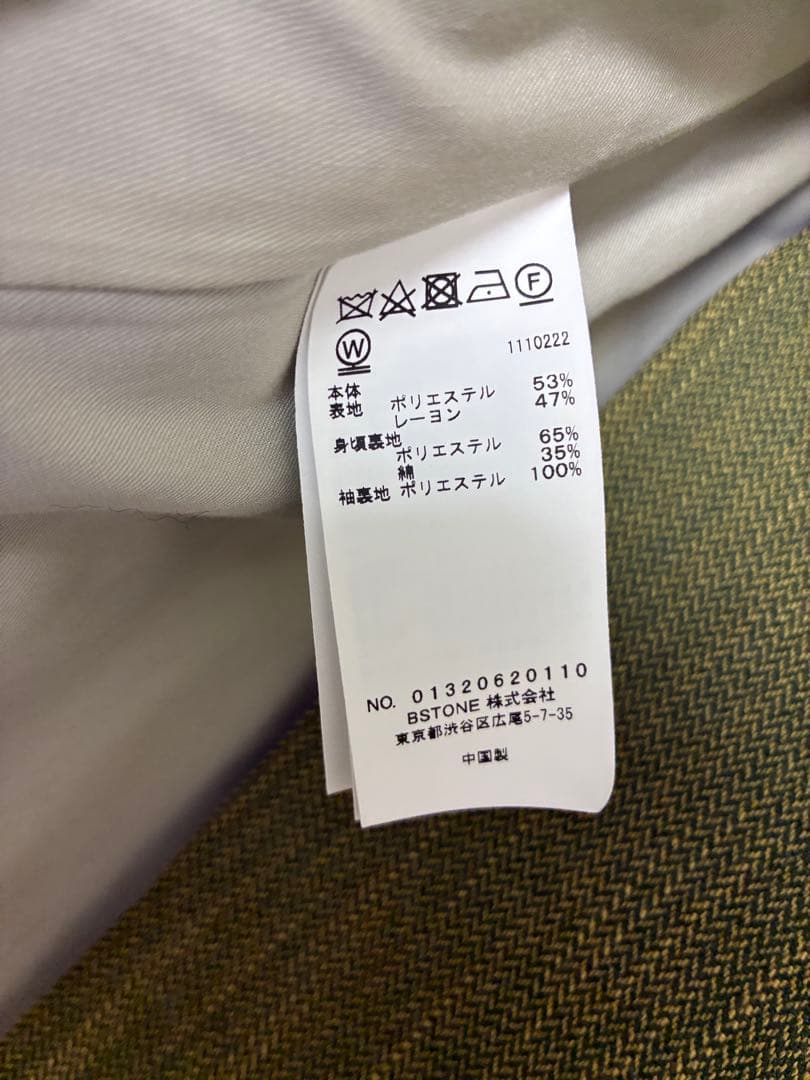 F
W
1110222
本体
表地 ポリエステル 53%
レーヨン 47%
身頃裏地
ポリエステル 65%
綿 35%
袖裏地 ポリエステル 100%
NO. 01320620110
BSTONE 株式会社
東京都渋谷区広尾5-7-35
中国製